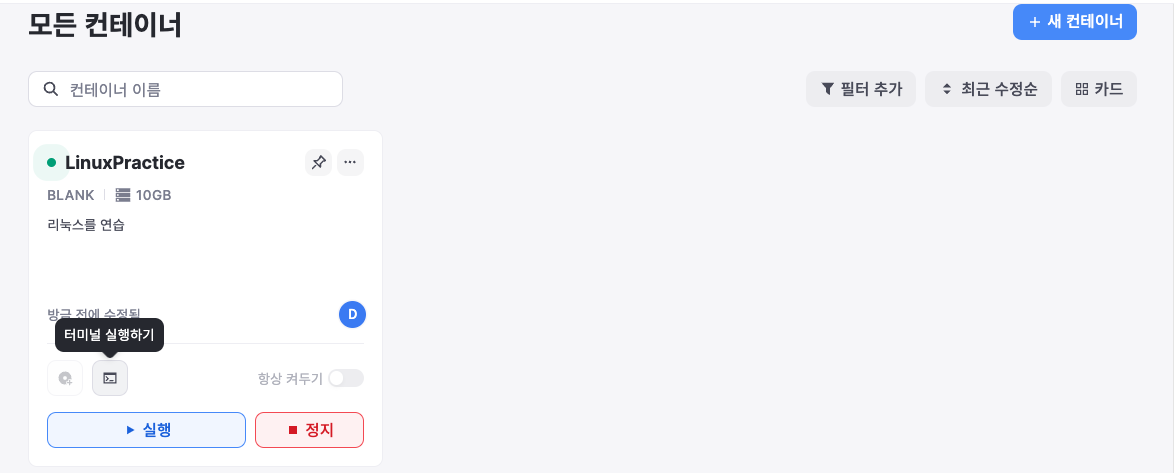 모든 컨테이너
+ 새 컨테이너
컨테이너 이름
필터 추가
최근 수정순
카드
LinuxPractice
BLANK | 10GB
리눅스를 연습
방금 전에 수정됨
D
터미널 실행하기
항상 켜두기
실행
정지